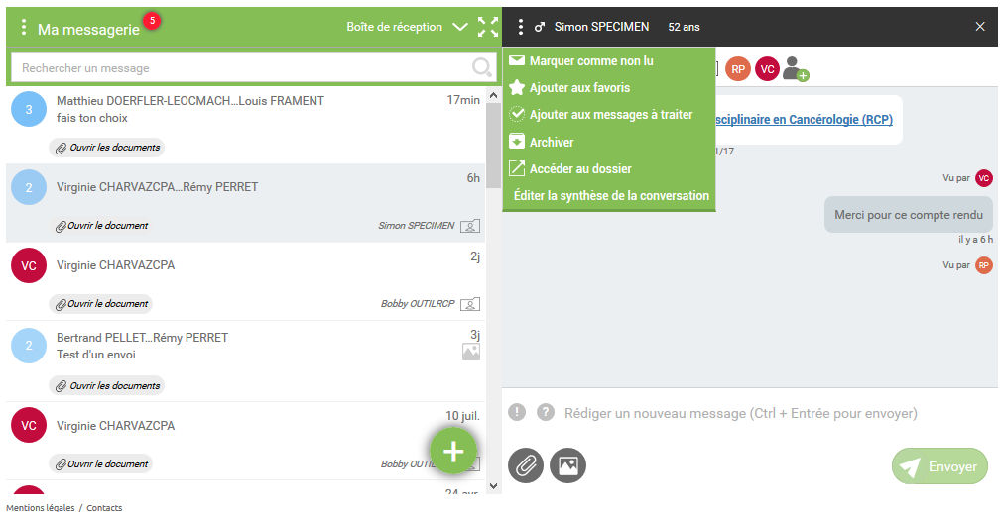 Ma messagerie 5
Boîte de réception
Rechercher un message
3
Matthieu DOERFLER-LEOCMACH...Louis FRAMENT
17min
fais ton choix
Ouvrir les documents
2
Virginie CHARVAZCPA...Rémy PERRET
6h
Ouvrir le document
Simon SPECIMEN
VC
Virginie CHARVAZCPA
2j
Ouvrir le document
Bobby OUTILRCP
2
Bertrand PELLET...Rémy PERRET
3j
Test d'un envoi
Ouvrir les documents
VC
Virginie CHARVAZCPA
10 juil.
Ouvrir le document
Bobby OUTIL
24 avr.
Mentions légales / Contacts
Simon SPECIMEN 52 ans
Marquer comme non lu
Ajouter aux favoris
Ajouter aux messages à traiter
Archiver
Accéder au dossier
Éditer la synthèse de la conversation
RP VC
sciplinaire en Cancérologie (RCP)
1/17
Vu par VC
Merci pour ce compte rendu
il y a 6 h
Vu par RP
Rédiger un nouveau message (Ctrl + Entrée pour envoyer)
Envoyer